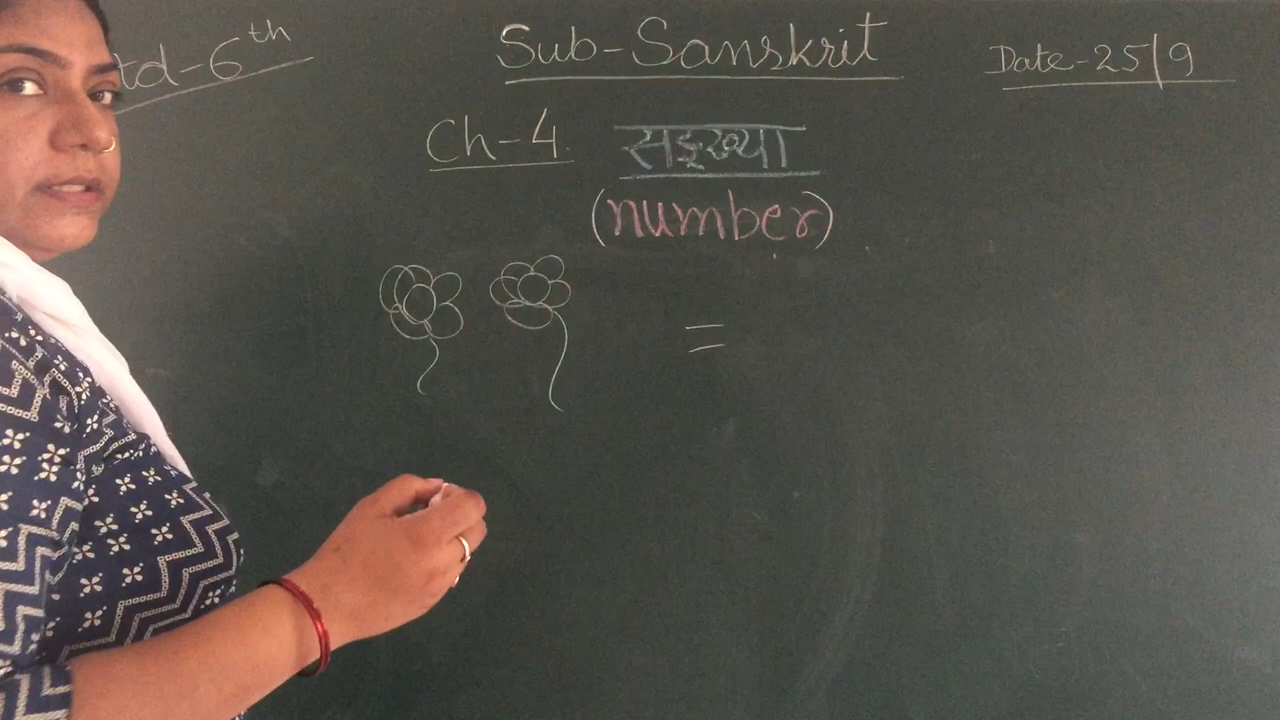 td-6th Sub-Sanskrit Date-25/9
Ch-4. सङ्ख्या
(number)
=